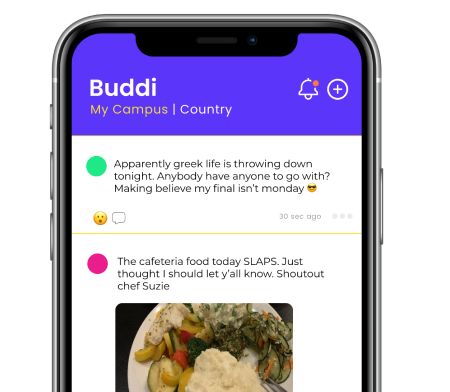 Buddi
My Campus | Country
Apparently greek life is throwing down
tonight. Anybody have anyone to go with?
Making believe my final isn't monday 😎
30 sec ago
The cafeteria food today SLAPS. Just
thought I should let y'all know. Shoutout
chef Suzie